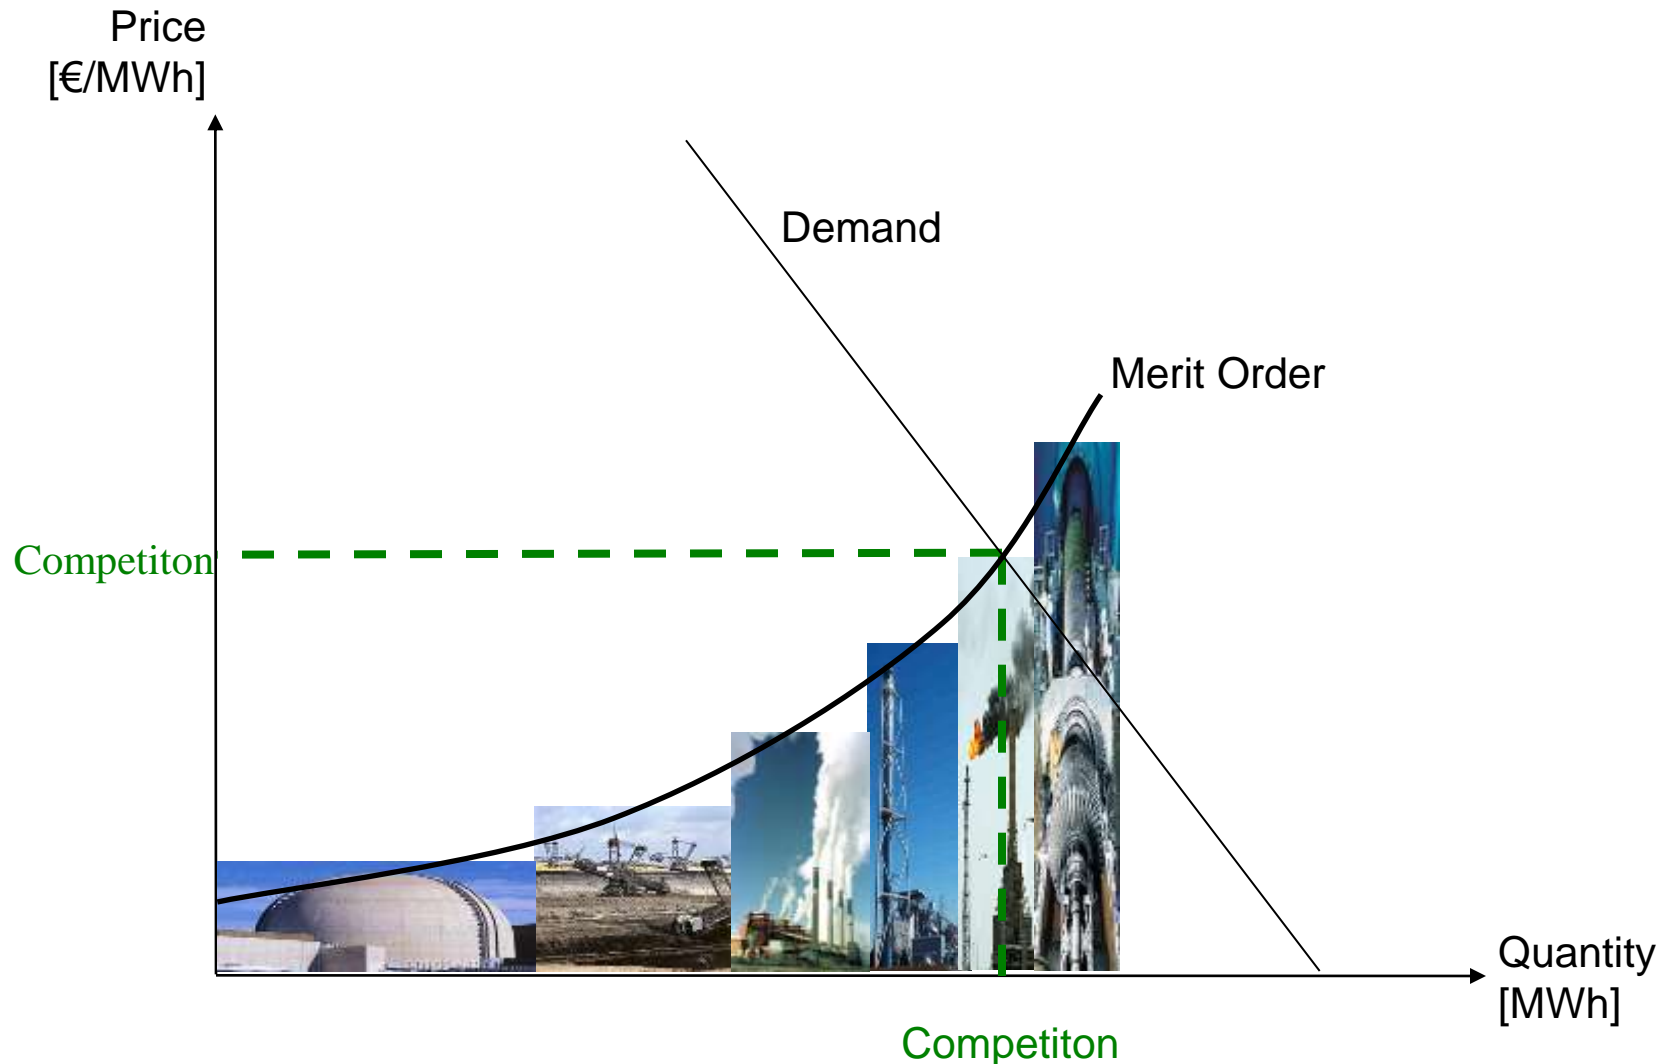 Price
[€/MWh]
Demand
Merit Order
Competiton
Quantity
[MWh]
Competiton